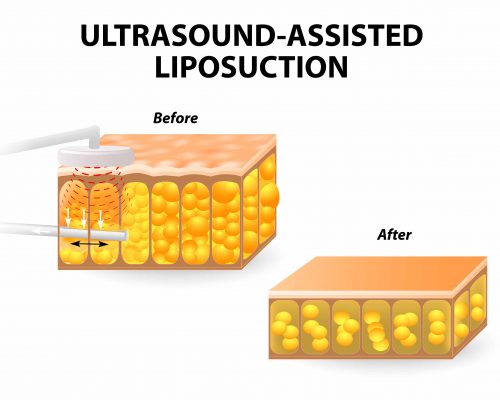 ULTRASOUND-ASSISTED
LIPOSUCTION
Before
After